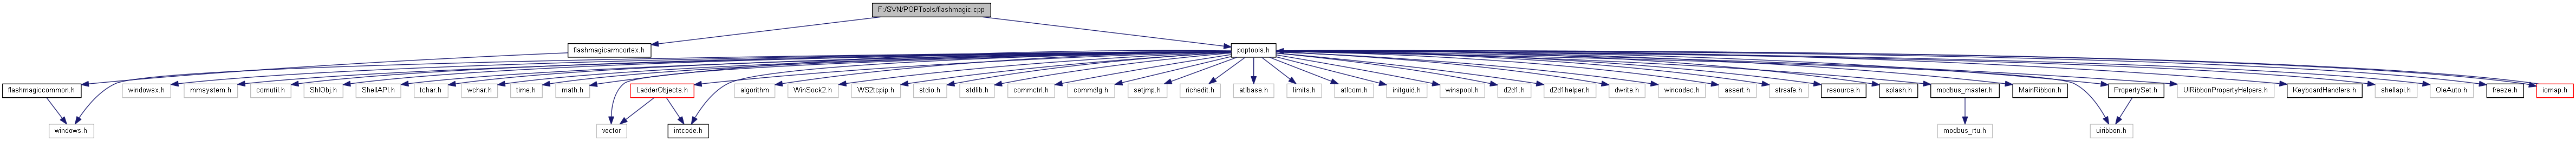 F:/SVN/POPTools/flashmagic.cpp
flashmagicarmcortex.h
poptools.h
flashmagiccommon.h
windowsx.h
mmsystem.h
comutil.h
ShlObj.h
ShellAPI.h
tchar.h
wchar.h
time.h
math.h
LadderObjects.h
algorithm
WinSock2.h
WS2tcpip.h
stdio.h
stdlib.h
commctrl.h
commdlg.h
setjmp.h
richedit.h
atlbase.h
limits.h
atlcom.h
initguid.h
winspool.h
d2d1.h
d2d1helper.h
dwrite.h
wincodec.h
assert.h
strsafe.h
resource.h
splash.h
modbus_master.h
MainRibbon.h
PropertySet.h
UIRibbonPropertyHelpers.h
KeyboardHandlers.h
shellapi.h
OleAuto.h
freeze.h
iomap.h
windows.h
vector
intcode.h
modbus_rtu.h
uiribbon.h